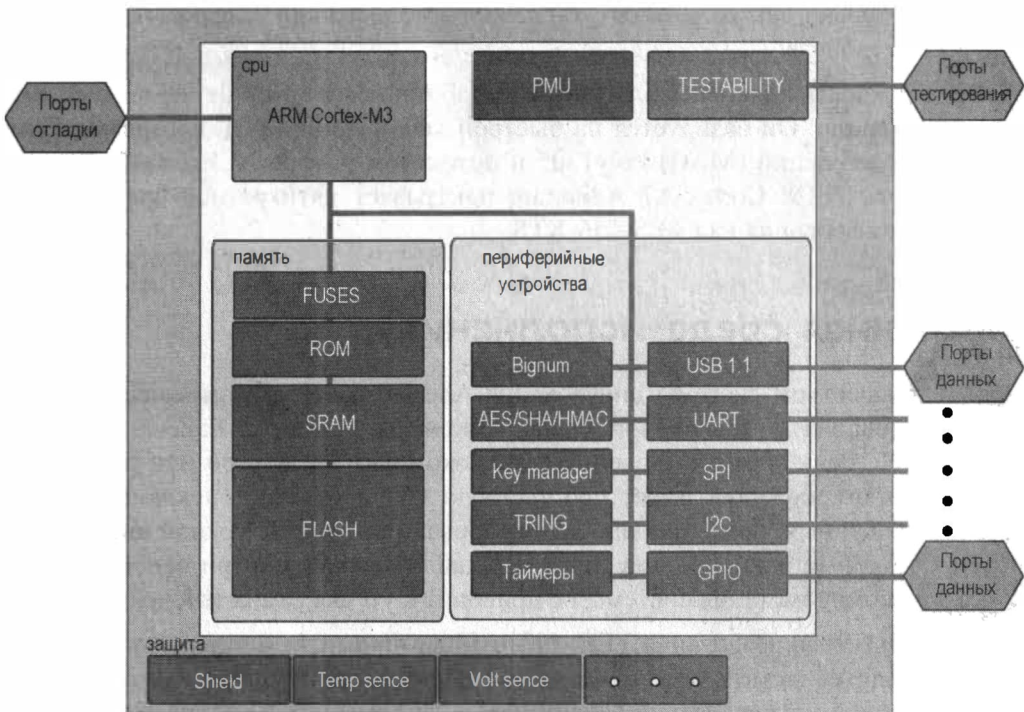 cpu
ARM Cortex-M3
PMU
TESTABILITY
Порты
отладки
Порты
тестирования
память
FUSES
ROM
SRAM
FLASH
периферийные
устройства
Bignum
USB 1.1
AES/SHA/HMAC
UART
Key manager
SPI
TRING
I2C
Таймеры
GPIO
Порты
данных
Порты
данных
защита
Shield
Temp sence
Volt sence